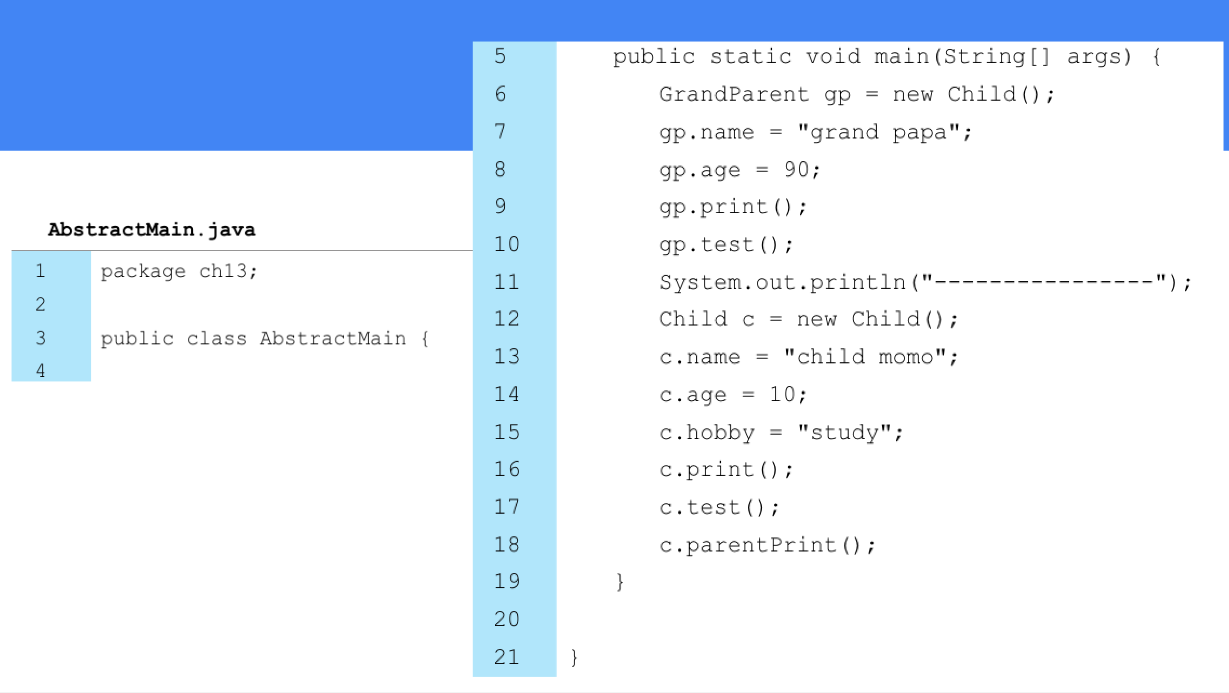 AbstractMain.java
1 package ch13;
2
3 public class AbstractMain {
4
5 public static void main(String[] args) {
6 GrandParent gp = new Child();
7 gp.name = "grand papa";
8 gp.age = 90;
9 gp.print();
10 gp.test();
11 System.out.println("----------------");
12 Child c = new Child();
13 c.name = "child momo";
14 c.age = 10;
15 c.hobby = "study";
16 c.print();
17 c.test();
18 c.parentPrint();
19 }
20
21 }